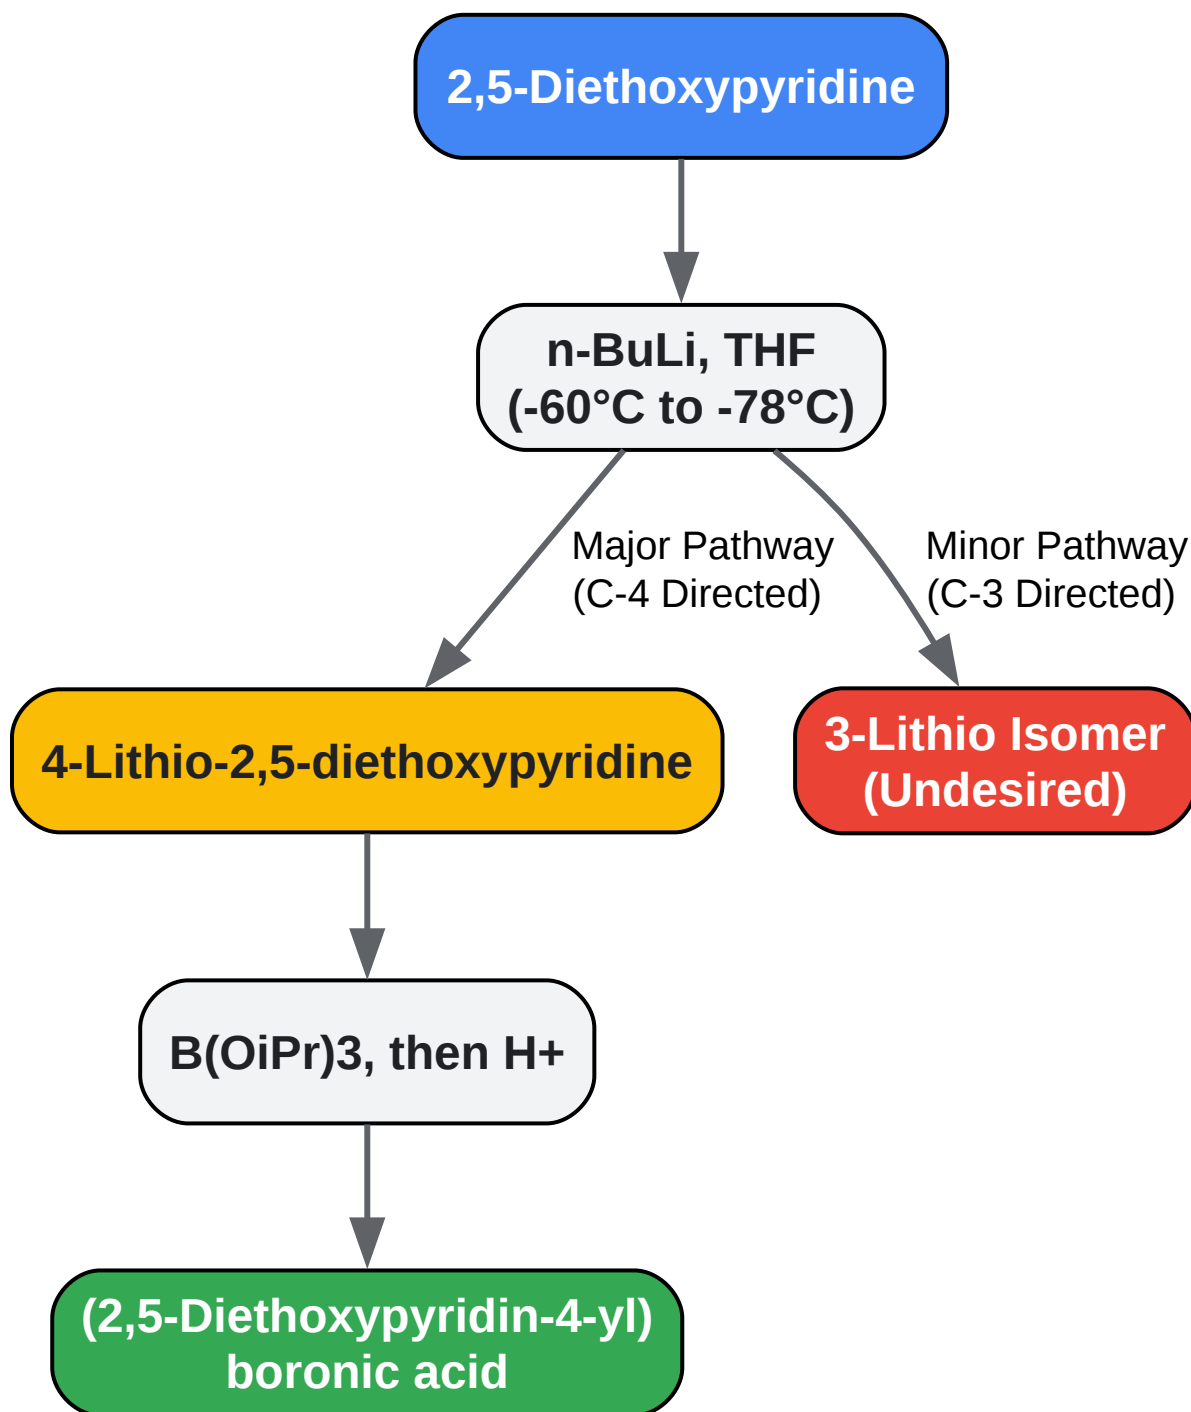 2,5-Diethoxypyridine
n-BuLi, THF
(-60°C to -78°C)
Major Pathway
(C-4 Directed)
Minor Pathway
(C-3 Directed)
4-Lithio-2,5-diethoxypyridine
3-Lithio Isomer
(Undesired)
B(OiPr)3, then H+
(2,5-Diethoxypyridin-4-yl)
boronic acid